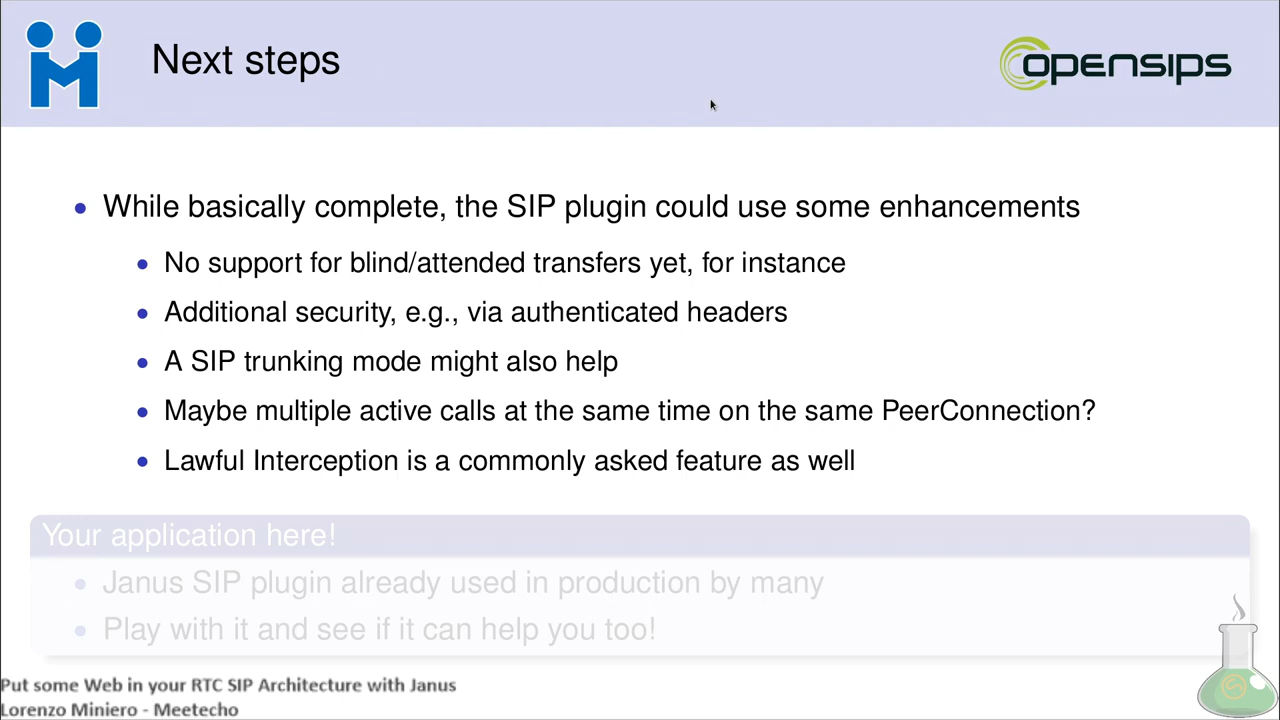 Next steps
opensips
While basically complete, the SIP plugin could use some enhancements
No support for blind/attended transfers yet, for instance
Additional security, e.g., via authenticated headers
A SIP trunking mode might also help
Maybe multiple active calls at the same time on the same PeerConnection?
Lawful Interception is a commonly asked feature as well
Your application here!
Janus SIP plugin already used in production by many
Play with it and see if it can help you too!
Put some Web in your RTC SIP Architecture with Janus
Lorenzo Miniero - Meetecho